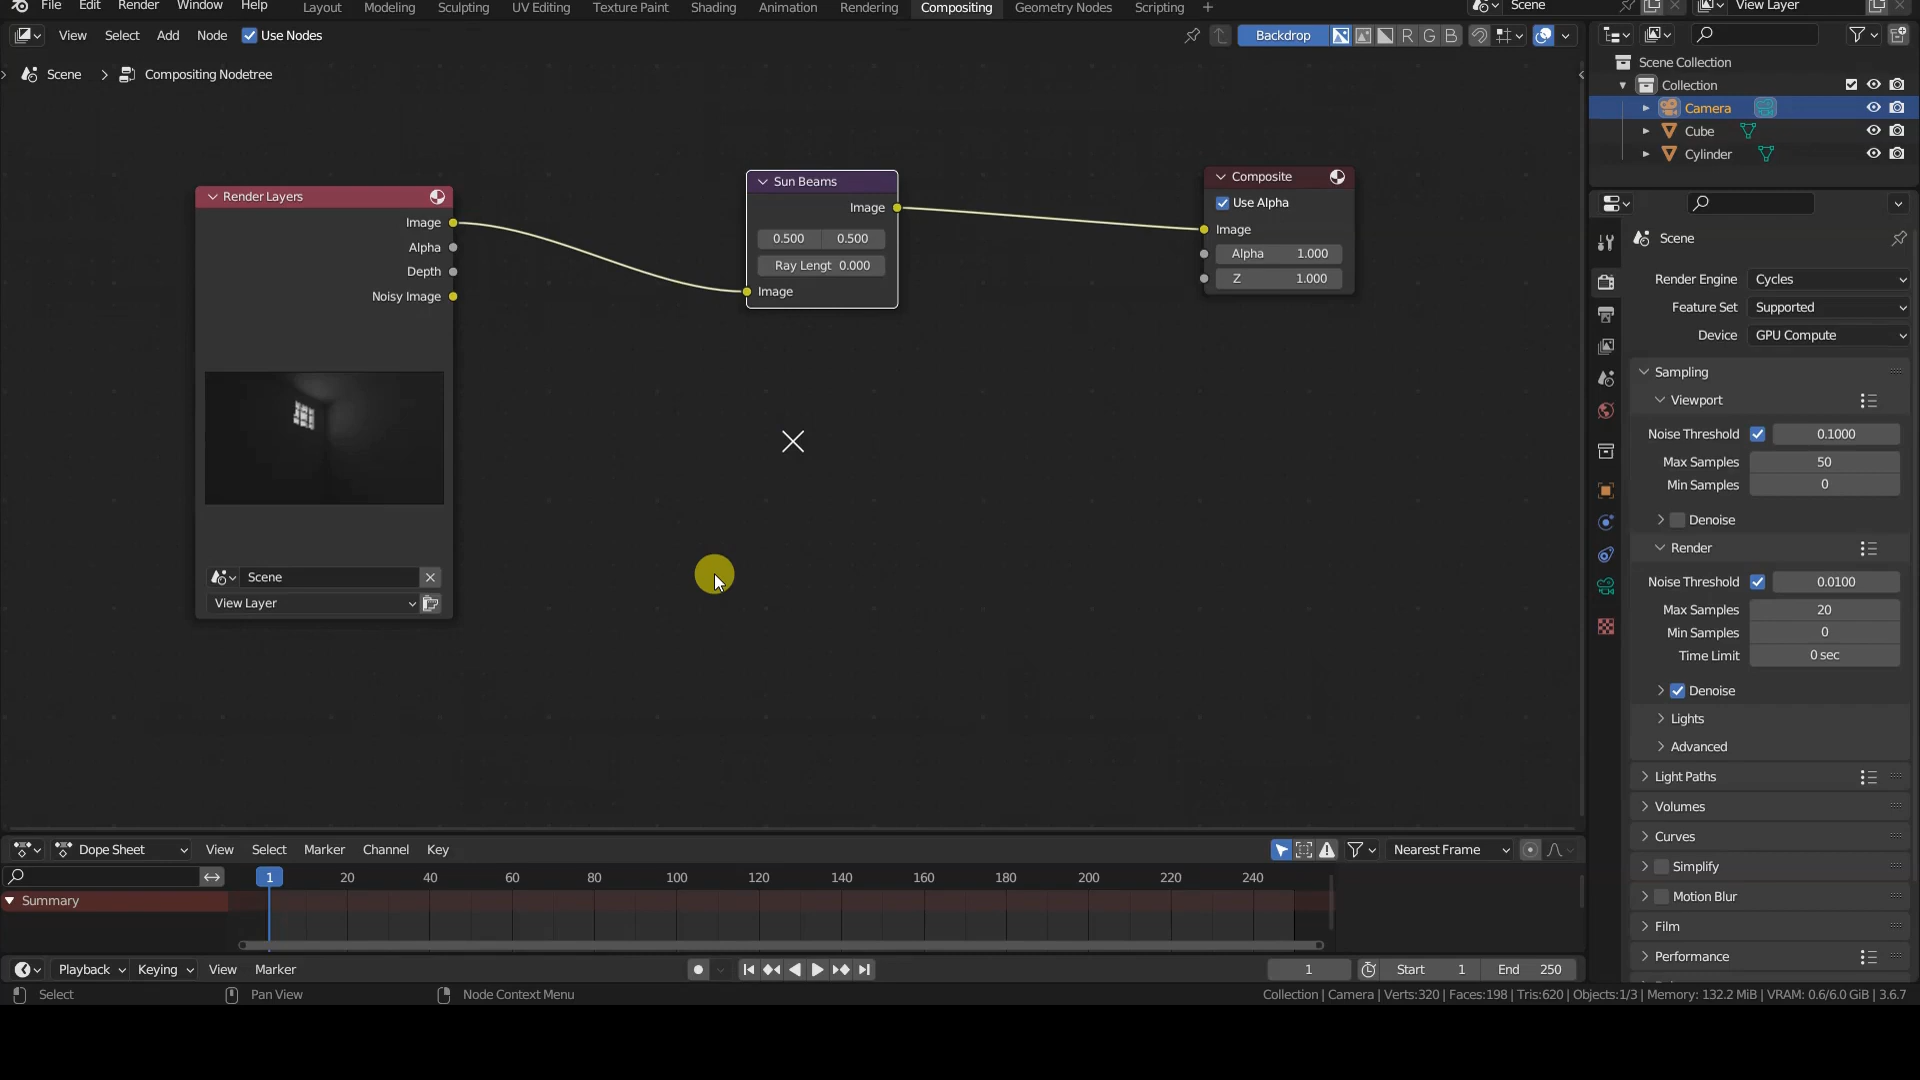 File Edit Render Window Help Layout Modeling Sculpting UV Editing Texture Paint Shading Animation Rendering Compositing Geometry Nodes Scripting + Scene View Layer
View Select Add Node Use Nodes Backdrop R G B
Scene > Compositing Nodetree
Scene Collection
Collection
Camera
Cube
Cylinder
Render Layers
Image
Alpha
Depth
Noisy Image
Scene
View Layer
Sun Beams
Image
0.500 0.500
Ray Lengt 0.000
Image
Composite
Use Alpha
Image
Alpha 1.000
Z 1.000
Scene
Render Engine Cycles
Feature Set Supported
Device GPU Compute
Sampling
Viewport
Noise Threshold 0.1000
Max Samples 50
Min Samples 0
Denoise
Render
Noise Threshold 0.0100
Max Samples 20
Min Samples 0
Time Limit 0 sec
Denoise
Lights
Advanced
Light Paths
Volumes
Curves
Simplify
Motion Blur
Film
Performance
Dope Sheet View Select Marker Channel Key Nearest Frame
1 20 40 60 80 100 120 140 160 180 200 220 240
Summary
Playback Keying View Marker 1 Start 1 End 250
Select Pan View Node Context Menu Collection | Camera | Verts:320 | Faces:198 | Tris:620 | Objects:1/3 | Memory: 132.2 MiB | VRAM: 0.6/6.0 GiB | 3.6.7